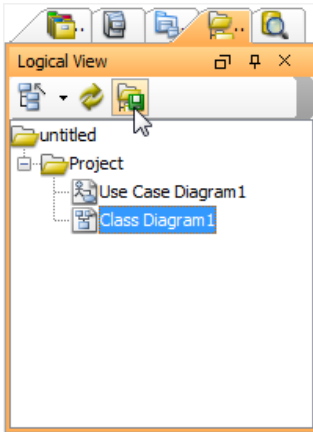 Logical View
untitled
Project
Use Case Diagram1
Class Diagram1